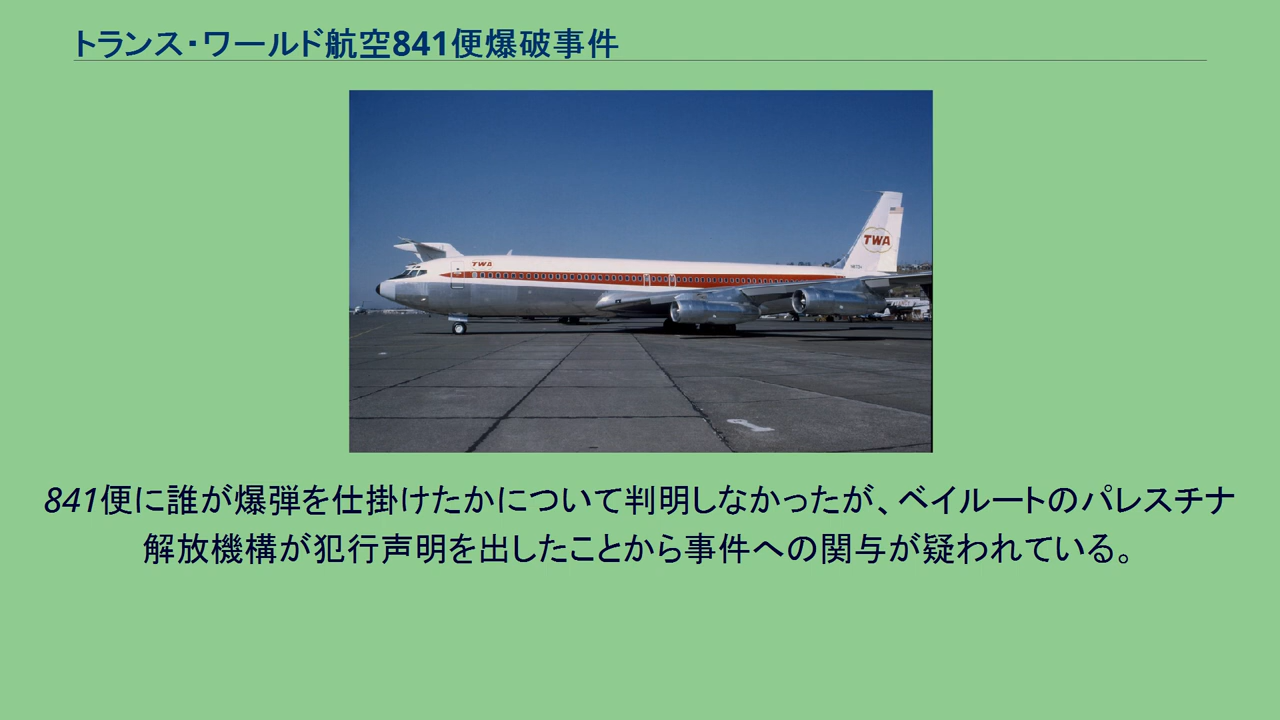 トランス・ワールド航空841便爆破事件
TWA
TWA
841便に誰が爆弾を仕掛けたかについて判明しなかったが、ベイルートのパレスチナ
解放機構が犯行声明を出したことから事件への関与が疑われている。